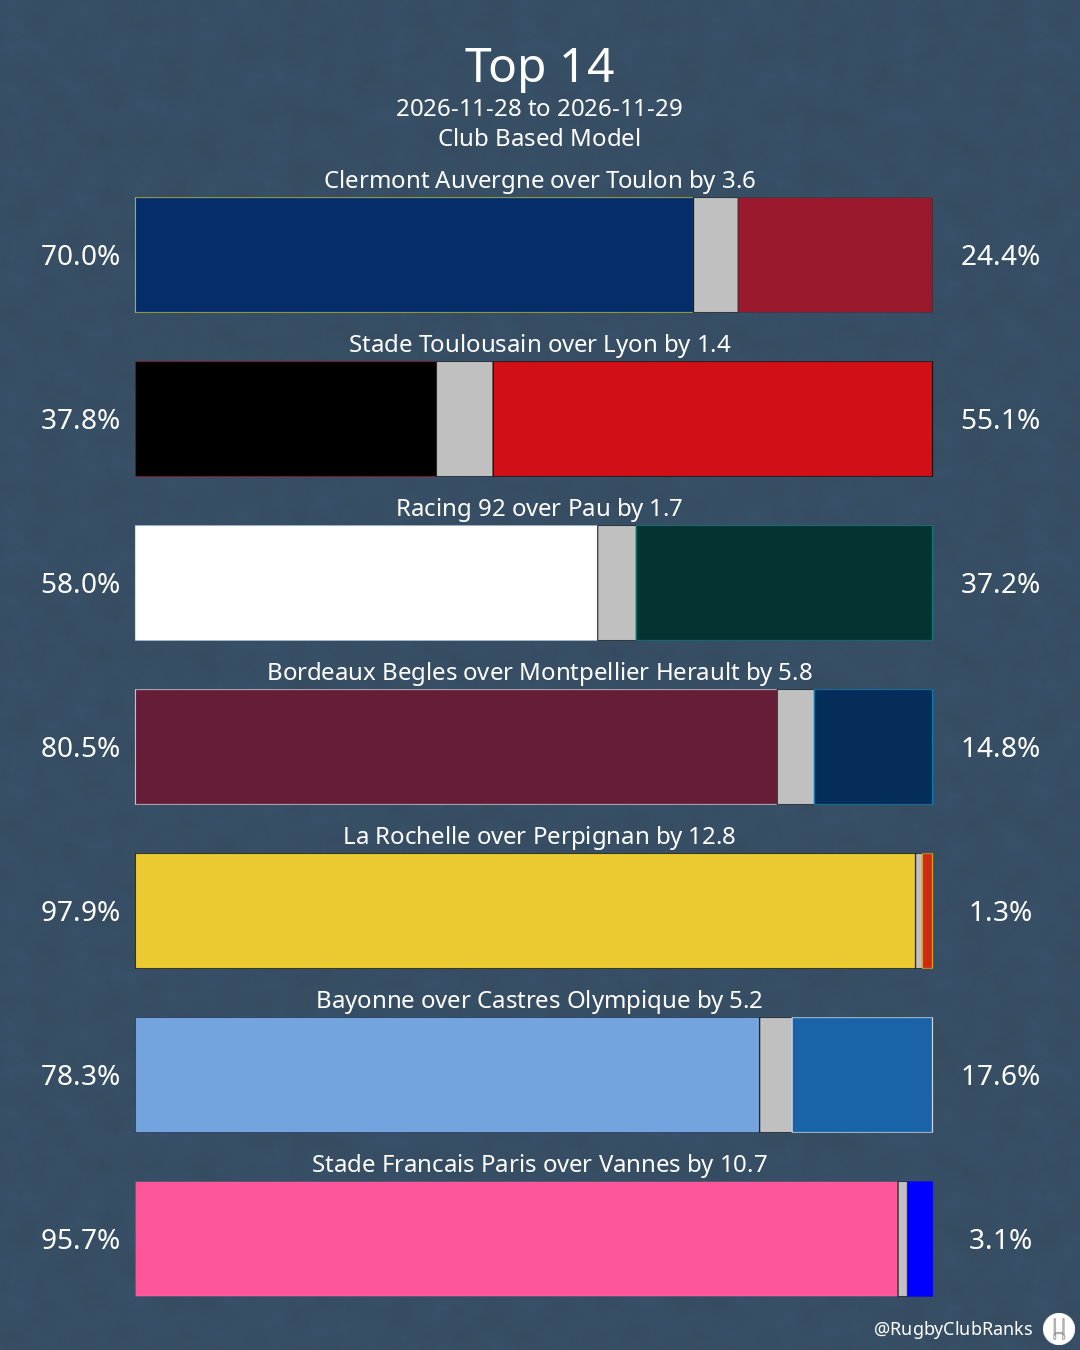 Top 14
2026-11-28 to 2026-11-29
Club Based Model
Clermont Auvergne over Toulon by 3.6
70.0%
24.4%
Stade Toulousain over Lyon by 1.4
37.8%
55.1%
Racing 92 over Pau by 1.7
58.0%
37.2%
Bordeaux Begles over Montpellier Herault by 5.8
80.5%
14.8%
La Rochelle over Perpignan by 12.8
97.9%
1.3%
Bayonne over Castres Olympique by 5.2
78.3%
17.6%
Stade Francais Paris over Vannes by 10.7
95.7%
3.1%
@RugbyClubRanks